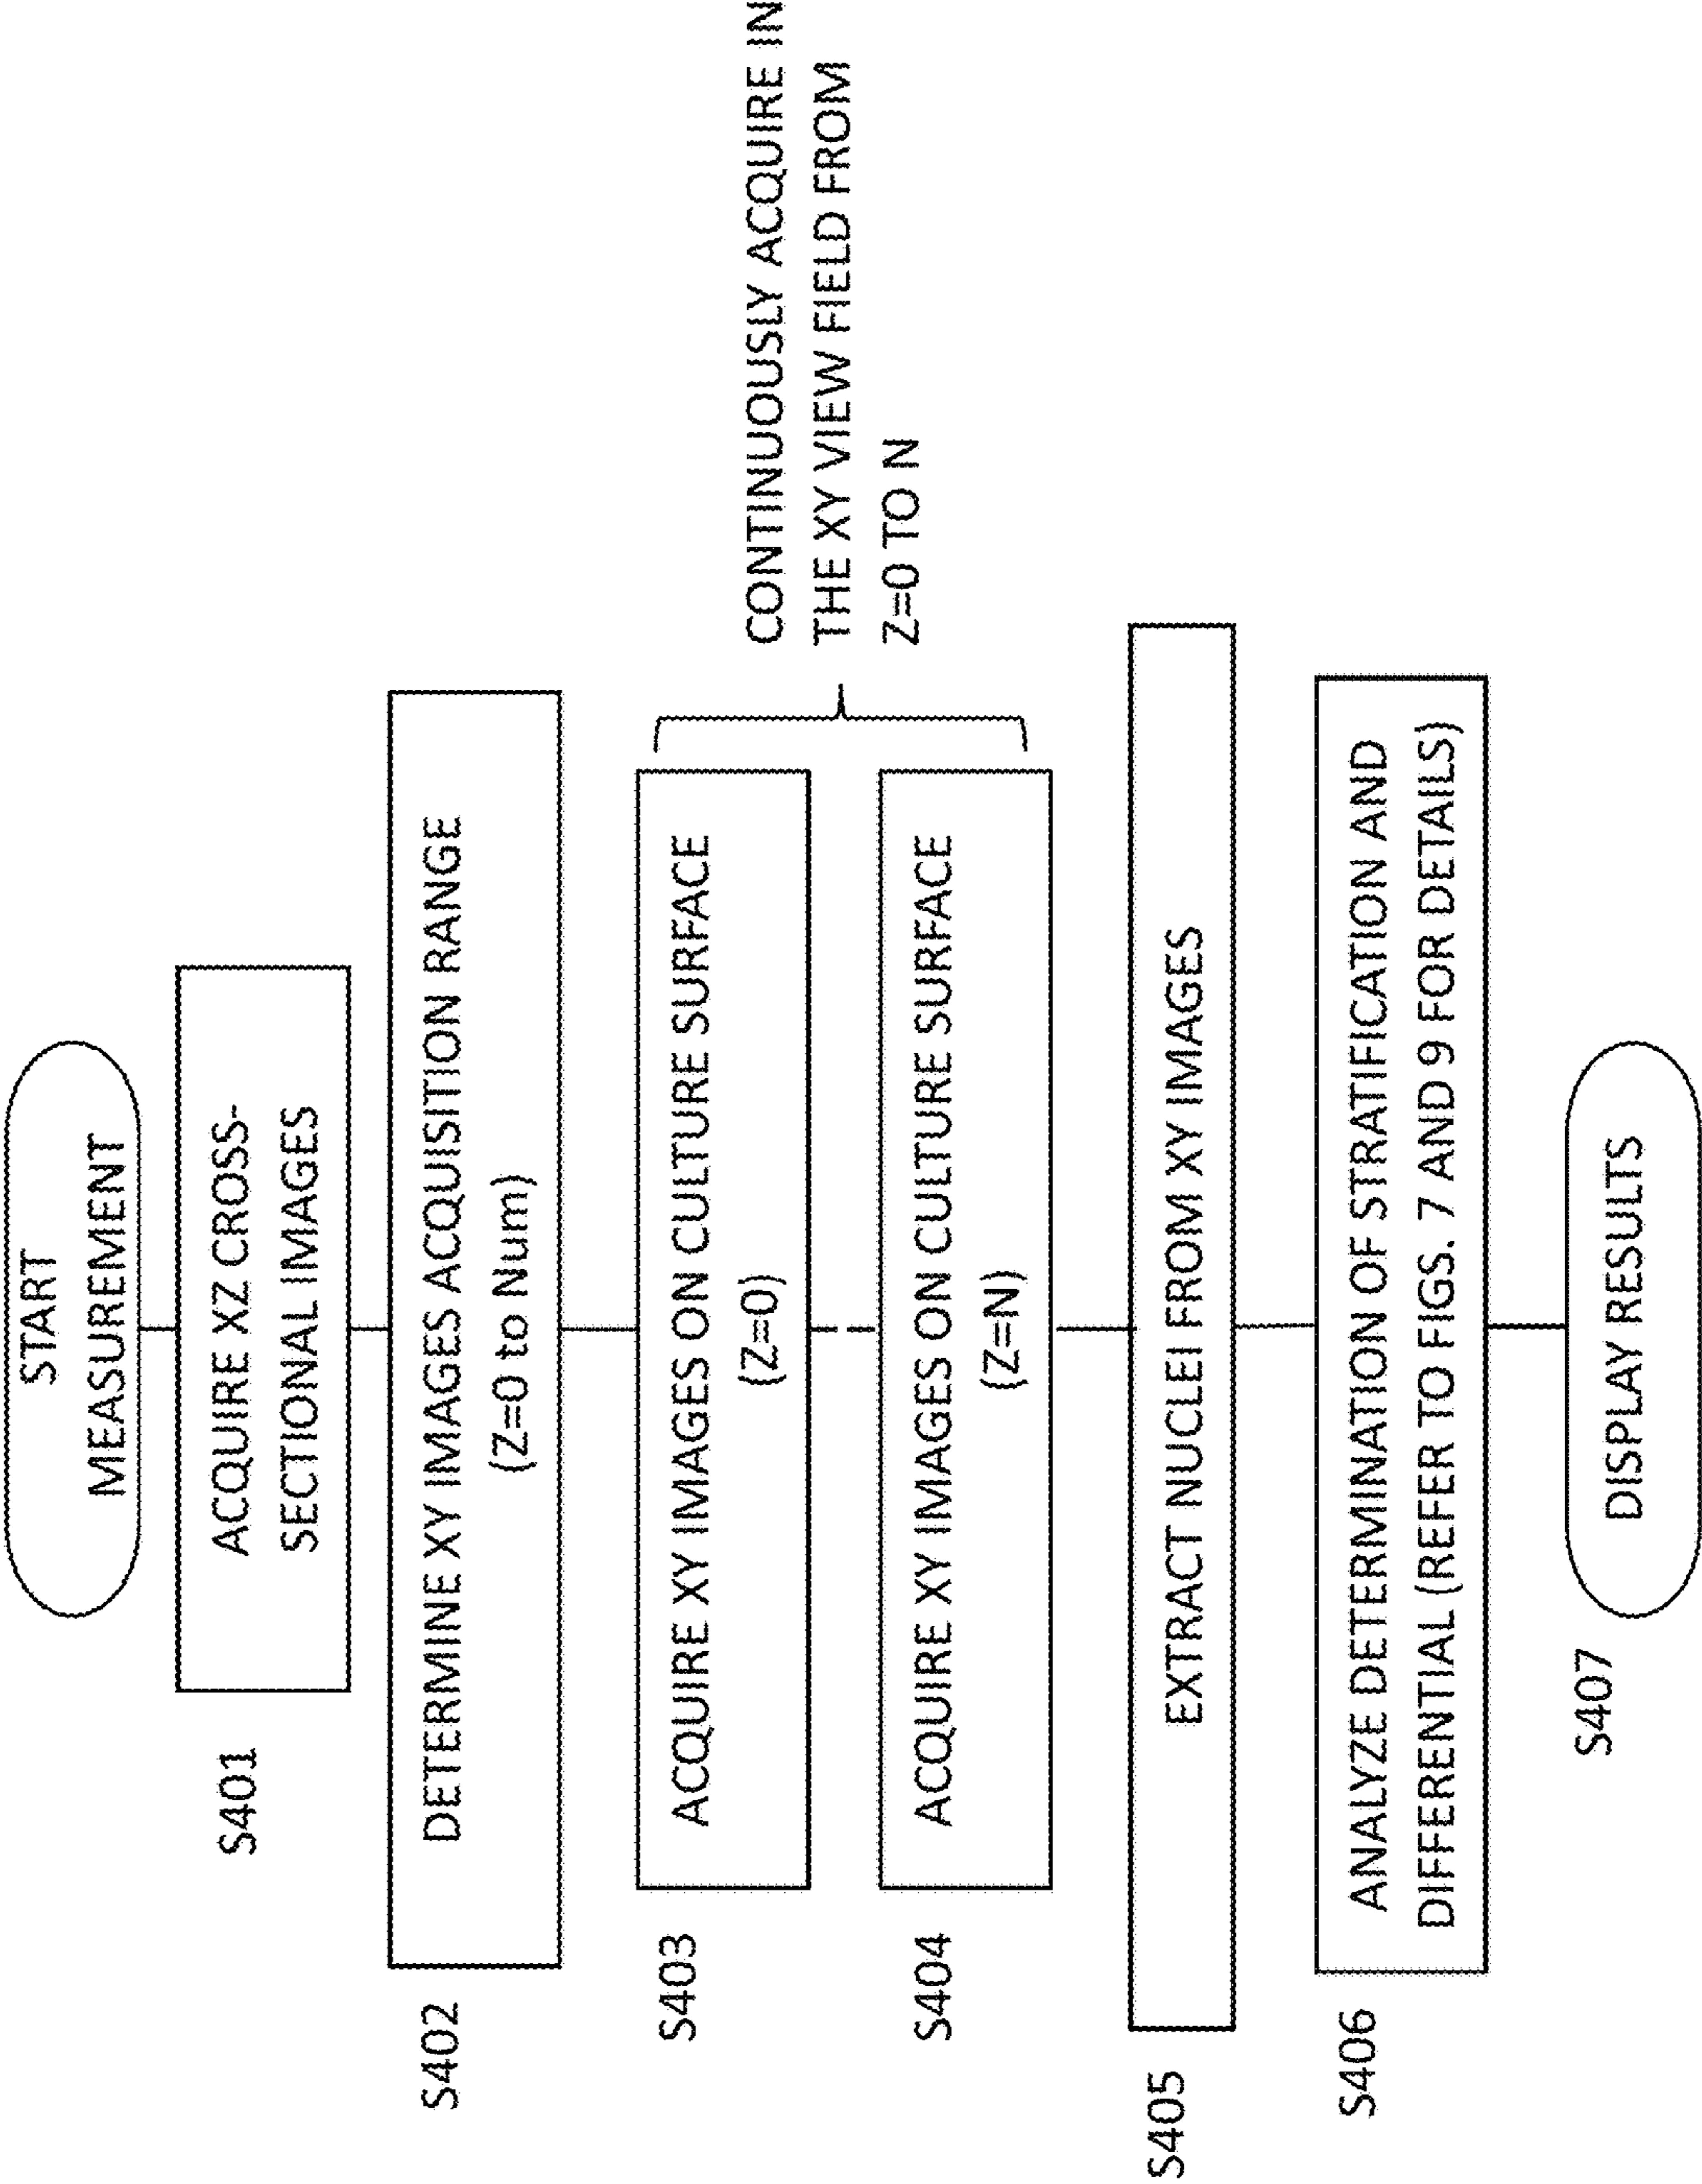 START
MEASUREMENT
S401
ACQUIRE XZ CROSS-
SECTIONAL IMAGES
S402
DETERMINE XY IMAGES ACQUISITION RANGE
(Z=0 to Num)
S403
ACQUIRE XY IMAGES ON CULTURE SURFACE
(Z=0)
S404
ACQUIRE XY IMAGES ON CULTURE SURFACE
(Z=N)
CONTINUOUSLY ACQUIRE IN
THE XY VIEW FIELD FROM
Z=0 TO N
S405
EXTRACT NUCLEI FROM XY IMAGES
S406
ANALYZE DETERMINATION OF STRATIFICATION AND
DIFFERENTIAL (REFER TO FIGS. 7 AND 9 FOR DETAILS)
S407
DISPLAY RESULTS